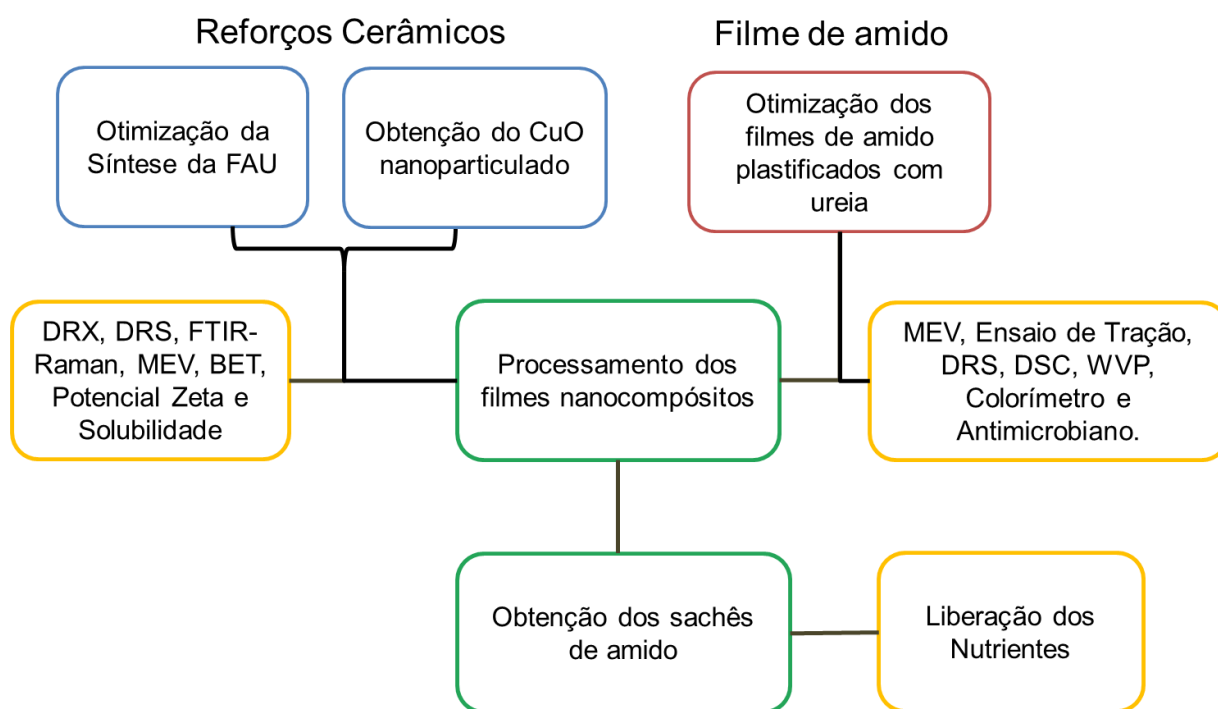 Reforços Cerâmicos
Filme de amido
Otimização da
Síntese da FAU
Obtenção do CuO
nanoparticulado
Otimização dos
filmes de amido
plastificados com
ureia
DRX, DRS, FTIR-
Raman, MEV, BET,
Potencial Zeta e
Solubilidade
Processamento dos
filmes nanocompósitos
MEV, Ensaio de Tração,
DRS, DSC, WVP,
Colorímetro e
Antimicrobiano.
Obtenção dos sachês
de amido
Liberação dos
Nutrientes